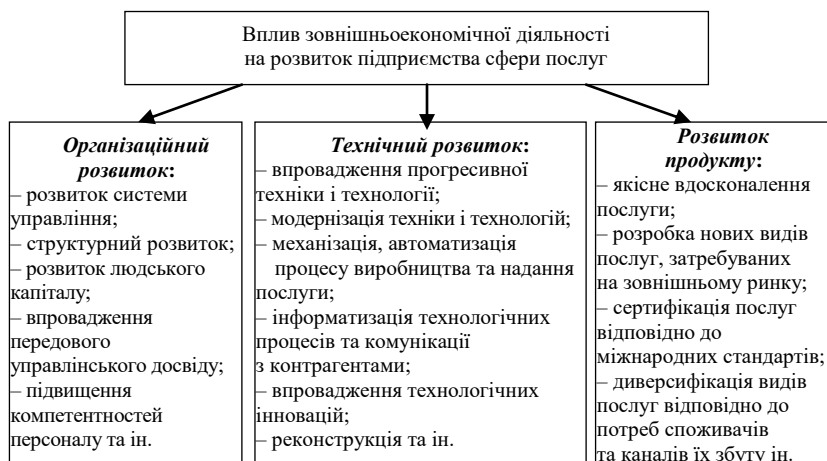 Вплив зовнішньоекономічної діяльності
на розвиток підприємства сфери послуг
Організаційний
розвиток:
– розвиток системи
управління;
– структурний розвиток;
– розвиток людського
капіталу;
– впровадження
передового
управлінського досвіду;
– підвищення
компетентностей
персоналу та ін.
Технічний розвиток:
– впровадження прогресивної
техніки і технології;
– модернізація техніки і технологій;
– механізація, автоматизація
процесу виробництва та надання
послуги;
– інформатизація технологічних
процесів та комунікації
з контрагентами;
– впровадження технологічних
інновацій;
– реконструкція та ін.
Розвиток
продукту:
– якісне вдосконалення
послуги;
– розробка нових видів
послуг, затребуваних
на зовнішньому ринку;
– сертифікація послуг
відповідно до
міжнародних стандартів;
– диверсифікація видів
послуг відповідно до
потреб споживачів
та каналів їх збуту ін.